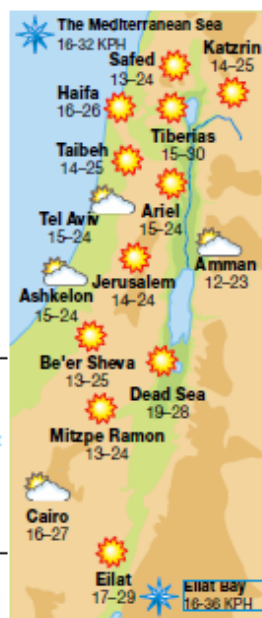 The Mediterranean Sea
16-32 KPH
Safed
13–24
Katzrin
14–25
Haifa
16–26
Tiberias
15–30
Taibeh
14–25
Ariel
15–24
Tel Aviv
15–24
Amman
12–23
Jerusalem
14–24
Ashkelon
15–24
Be'er Sheva
13–25
Dead Sea
19–28
Mitzpe Ramon
13–24
Cairo
16–27
Eilat
17–29
Eilat Bay
16-36 KPH